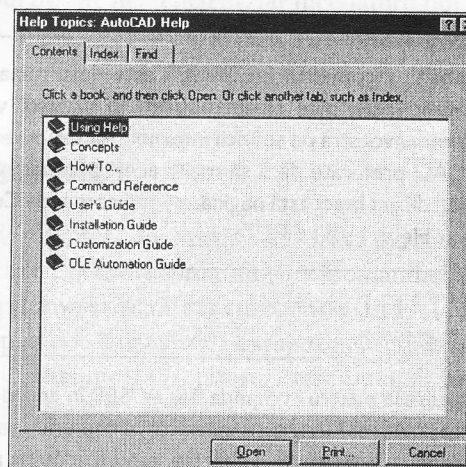 Help Topics: AutoCAD Help
Contents Index Find
Click a book, and then click Open. Or click another tab, such as Index.
Using Help
Concepts
How To...
Command Reference
User's Guide
Installation Guide
Customization Guide
OLE Automation Guide
Open Print... Cancel